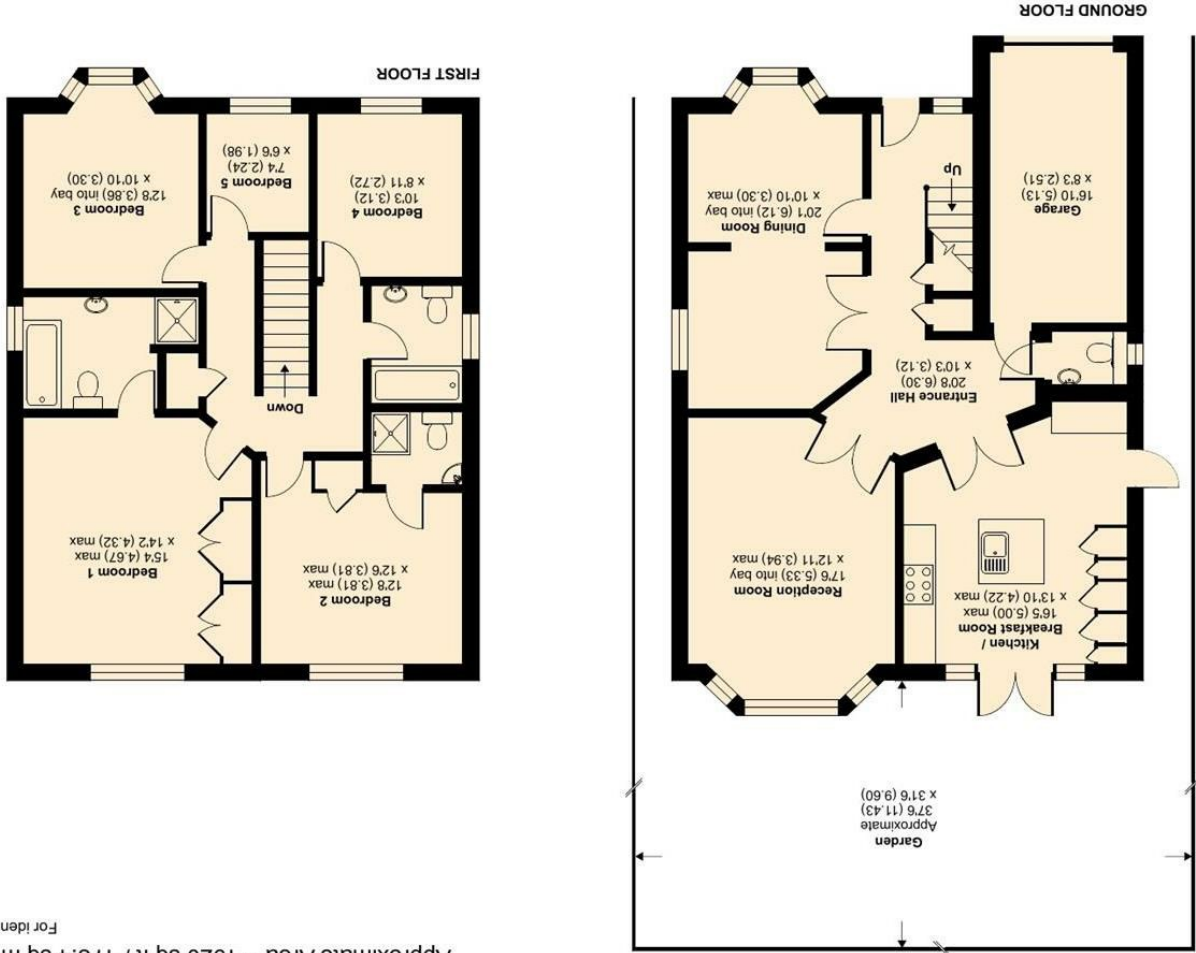 Approximate Area
sq ft / sq m
For iden
Garden
Approximate
37'6 (11.43)
x 31'6 (9.60)
Kitchen /
Breakfast Room
16'5 (5.00) max
x 13'10 (4.22) max
Reception Room
17'6 (5.33) into bay
x 12'11 (3.94) max
Entrance Hall
20'8 (6.30)
x 10'3 (3.12)
Garage
16'10 (5.13)
x 8'3 (2.51)
Up
Dining Room
20'1 (6.12) into bay
x 10'10 (3.30) max
GROUND FLOOR
Bedroom 2
12'8 (3.81) max
x 12'6 (3.81) max
Bedroom 1
15'4 (4.67) max
x 14'2 (4.32) max
Down
Bedroom 4
10'3 (3.12)
x 8'11 (2.72)
Bedroom 5
7'4 (2.24)
x 6'6 (1.98)
Bedroom 3
12'8 (3.86) into bay
x 10'10 (3.30)
FIRST FLOOR